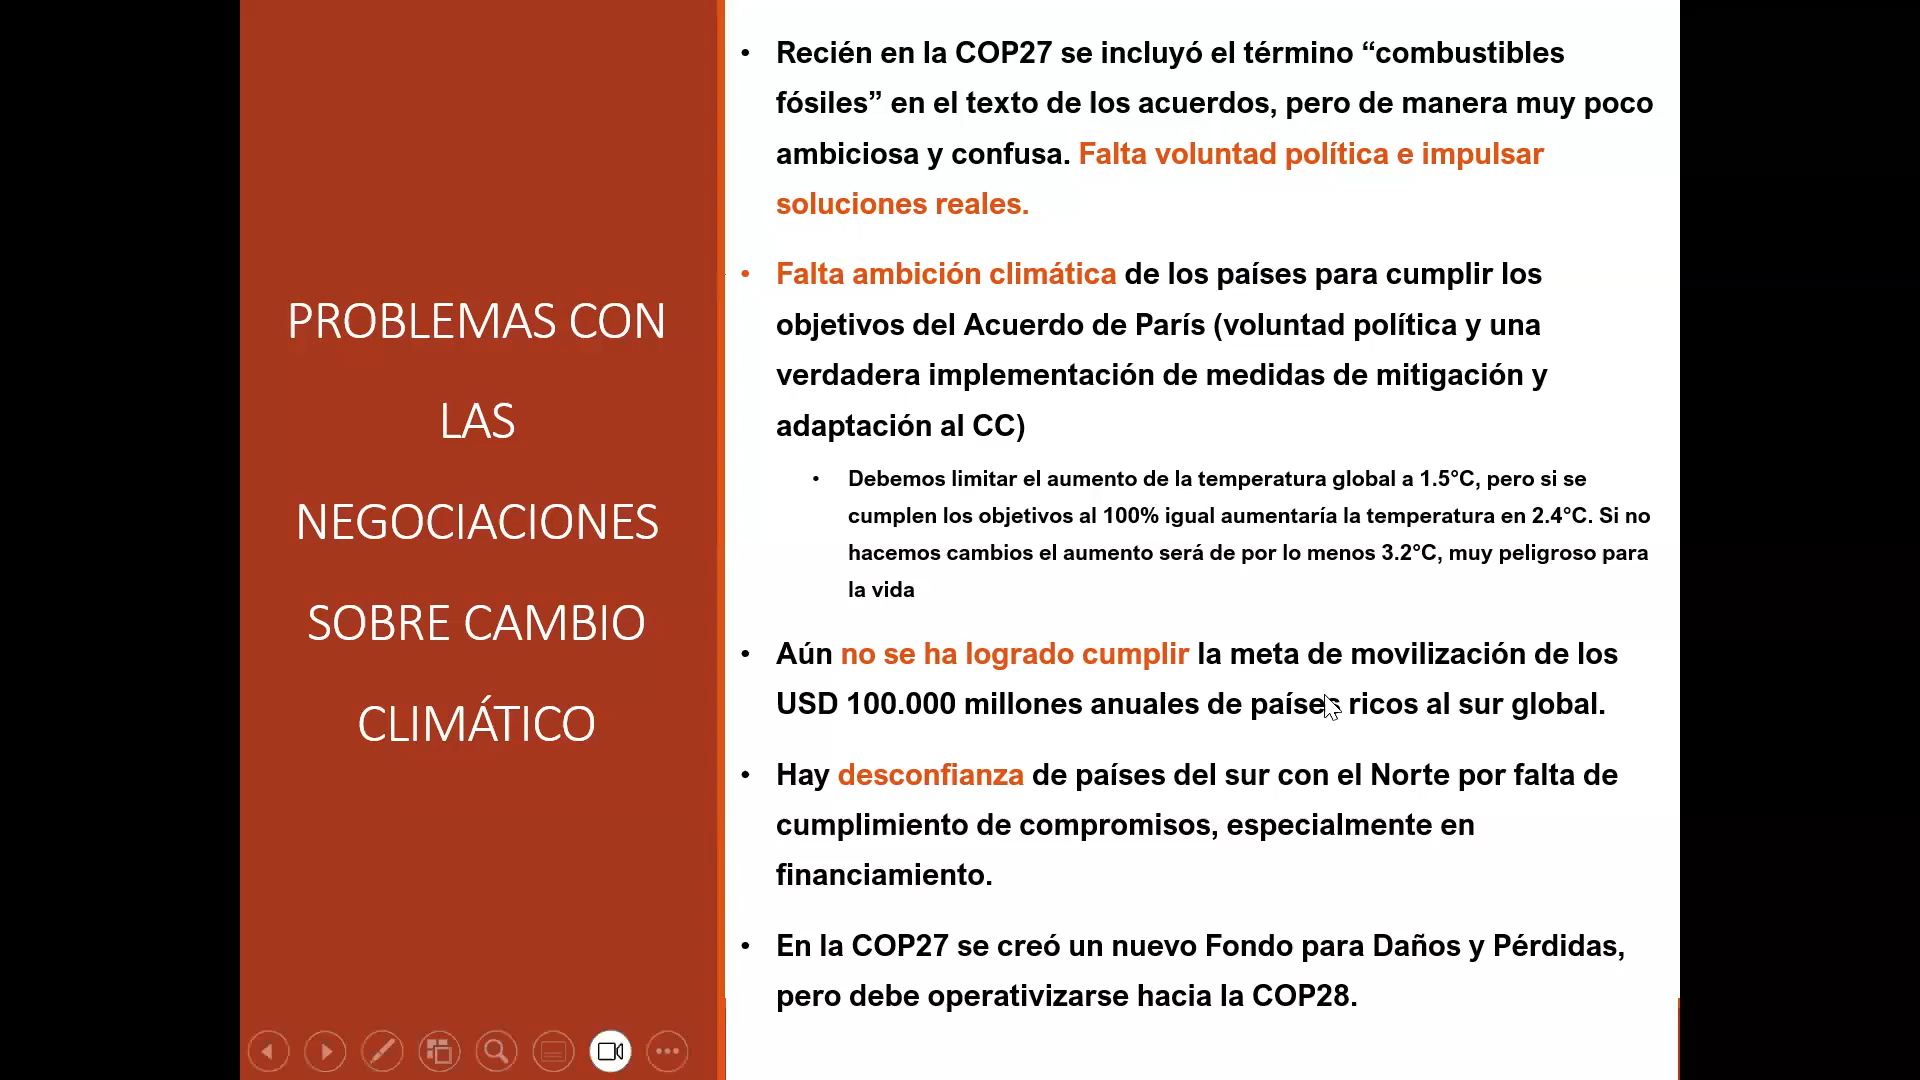 PROBLEMAS CON
LAS
NEGOCIACIONES
SOBRE CAMBIO
CLIMÁTICO
• Recién en la COP27 se incluyó el término “combustibles
fósiles” en el texto de los acuerdos, pero de manera muy poco
ambiciosa y confusa. Falta voluntad política e impulsar
soluciones reales.
• Falta ambición climática de los países para cumplir los
objetivos del Acuerdo de París (voluntad política y una
verdadera implementación de medidas de mitigación y
adaptación al CC)
• Debemos limitar el aumento de la temperatura global a 1.5°C, pero si se
cumplen los objetivos al 100% igual aumentaría la temperatura en 2.4°C. Si no
hacemos cambios el aumento será de por lo menos 3.2°C, muy peligroso para
la vida
• Aún no se ha logrado cumplir la meta de movilización de los
USD 100.000 millones anuales de países ricos al sur global.
• Hay desconfianza de países del sur con el Norte por falta de
cumplimiento de compromisos, especialmente en
financiamiento.
• En la COP27 se creó un nuevo Fondo para Daños y Pérdidas,
pero debe operativizarse hacia la COP28.